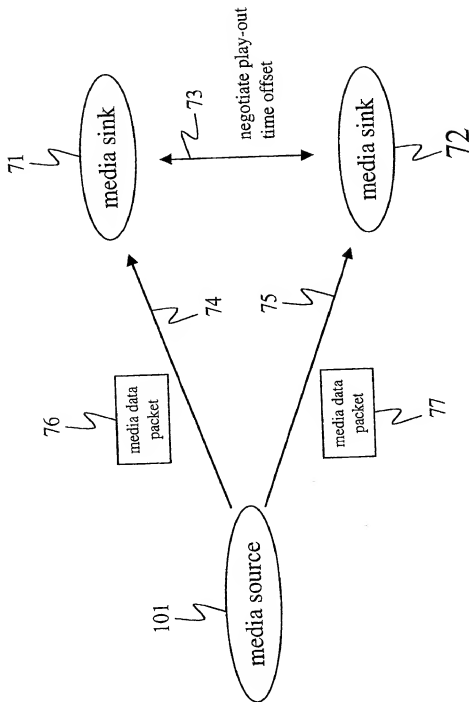 71
media sink
73
negotiate play-out
time offset
media sink
72
74
75
76
media data
packet
media data
packet
77
101
media source